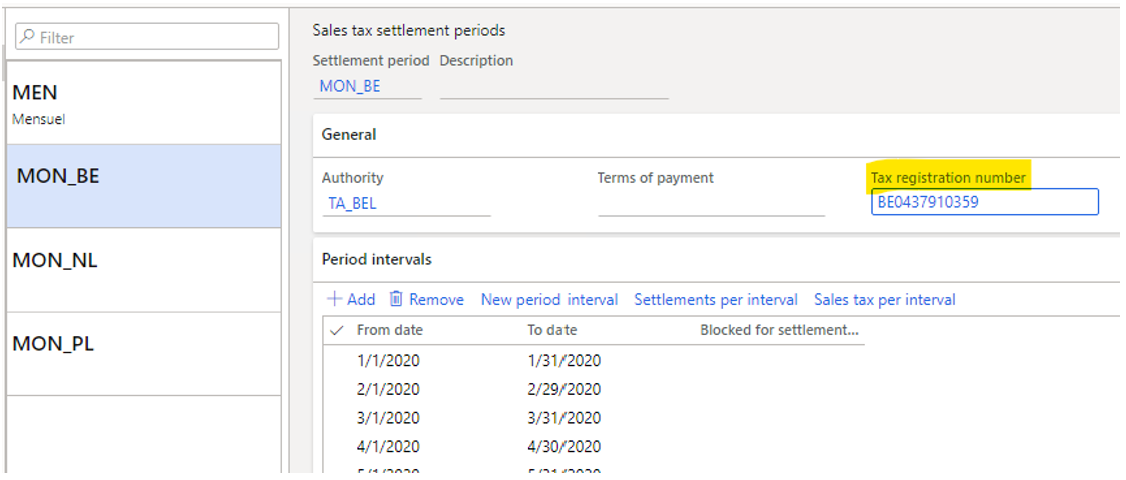 Filter
MEN
Mensuel
MON_BE
MON_NL
MON_PL
Sales tax settlement periods
Settlement period Description
MON_BE
General
Authority Terms of payment Tax registration number
TA_BEL BE0437910359
Period intervals
Add Remove New period interval Settlements per interval Sales tax per interval
From date To date Blocked for settlement...
1/1/2020 1/31/2020
2/1/2020 2/29/2020
3/1/2020 3/31/2020
4/1/2020 4/30/2020